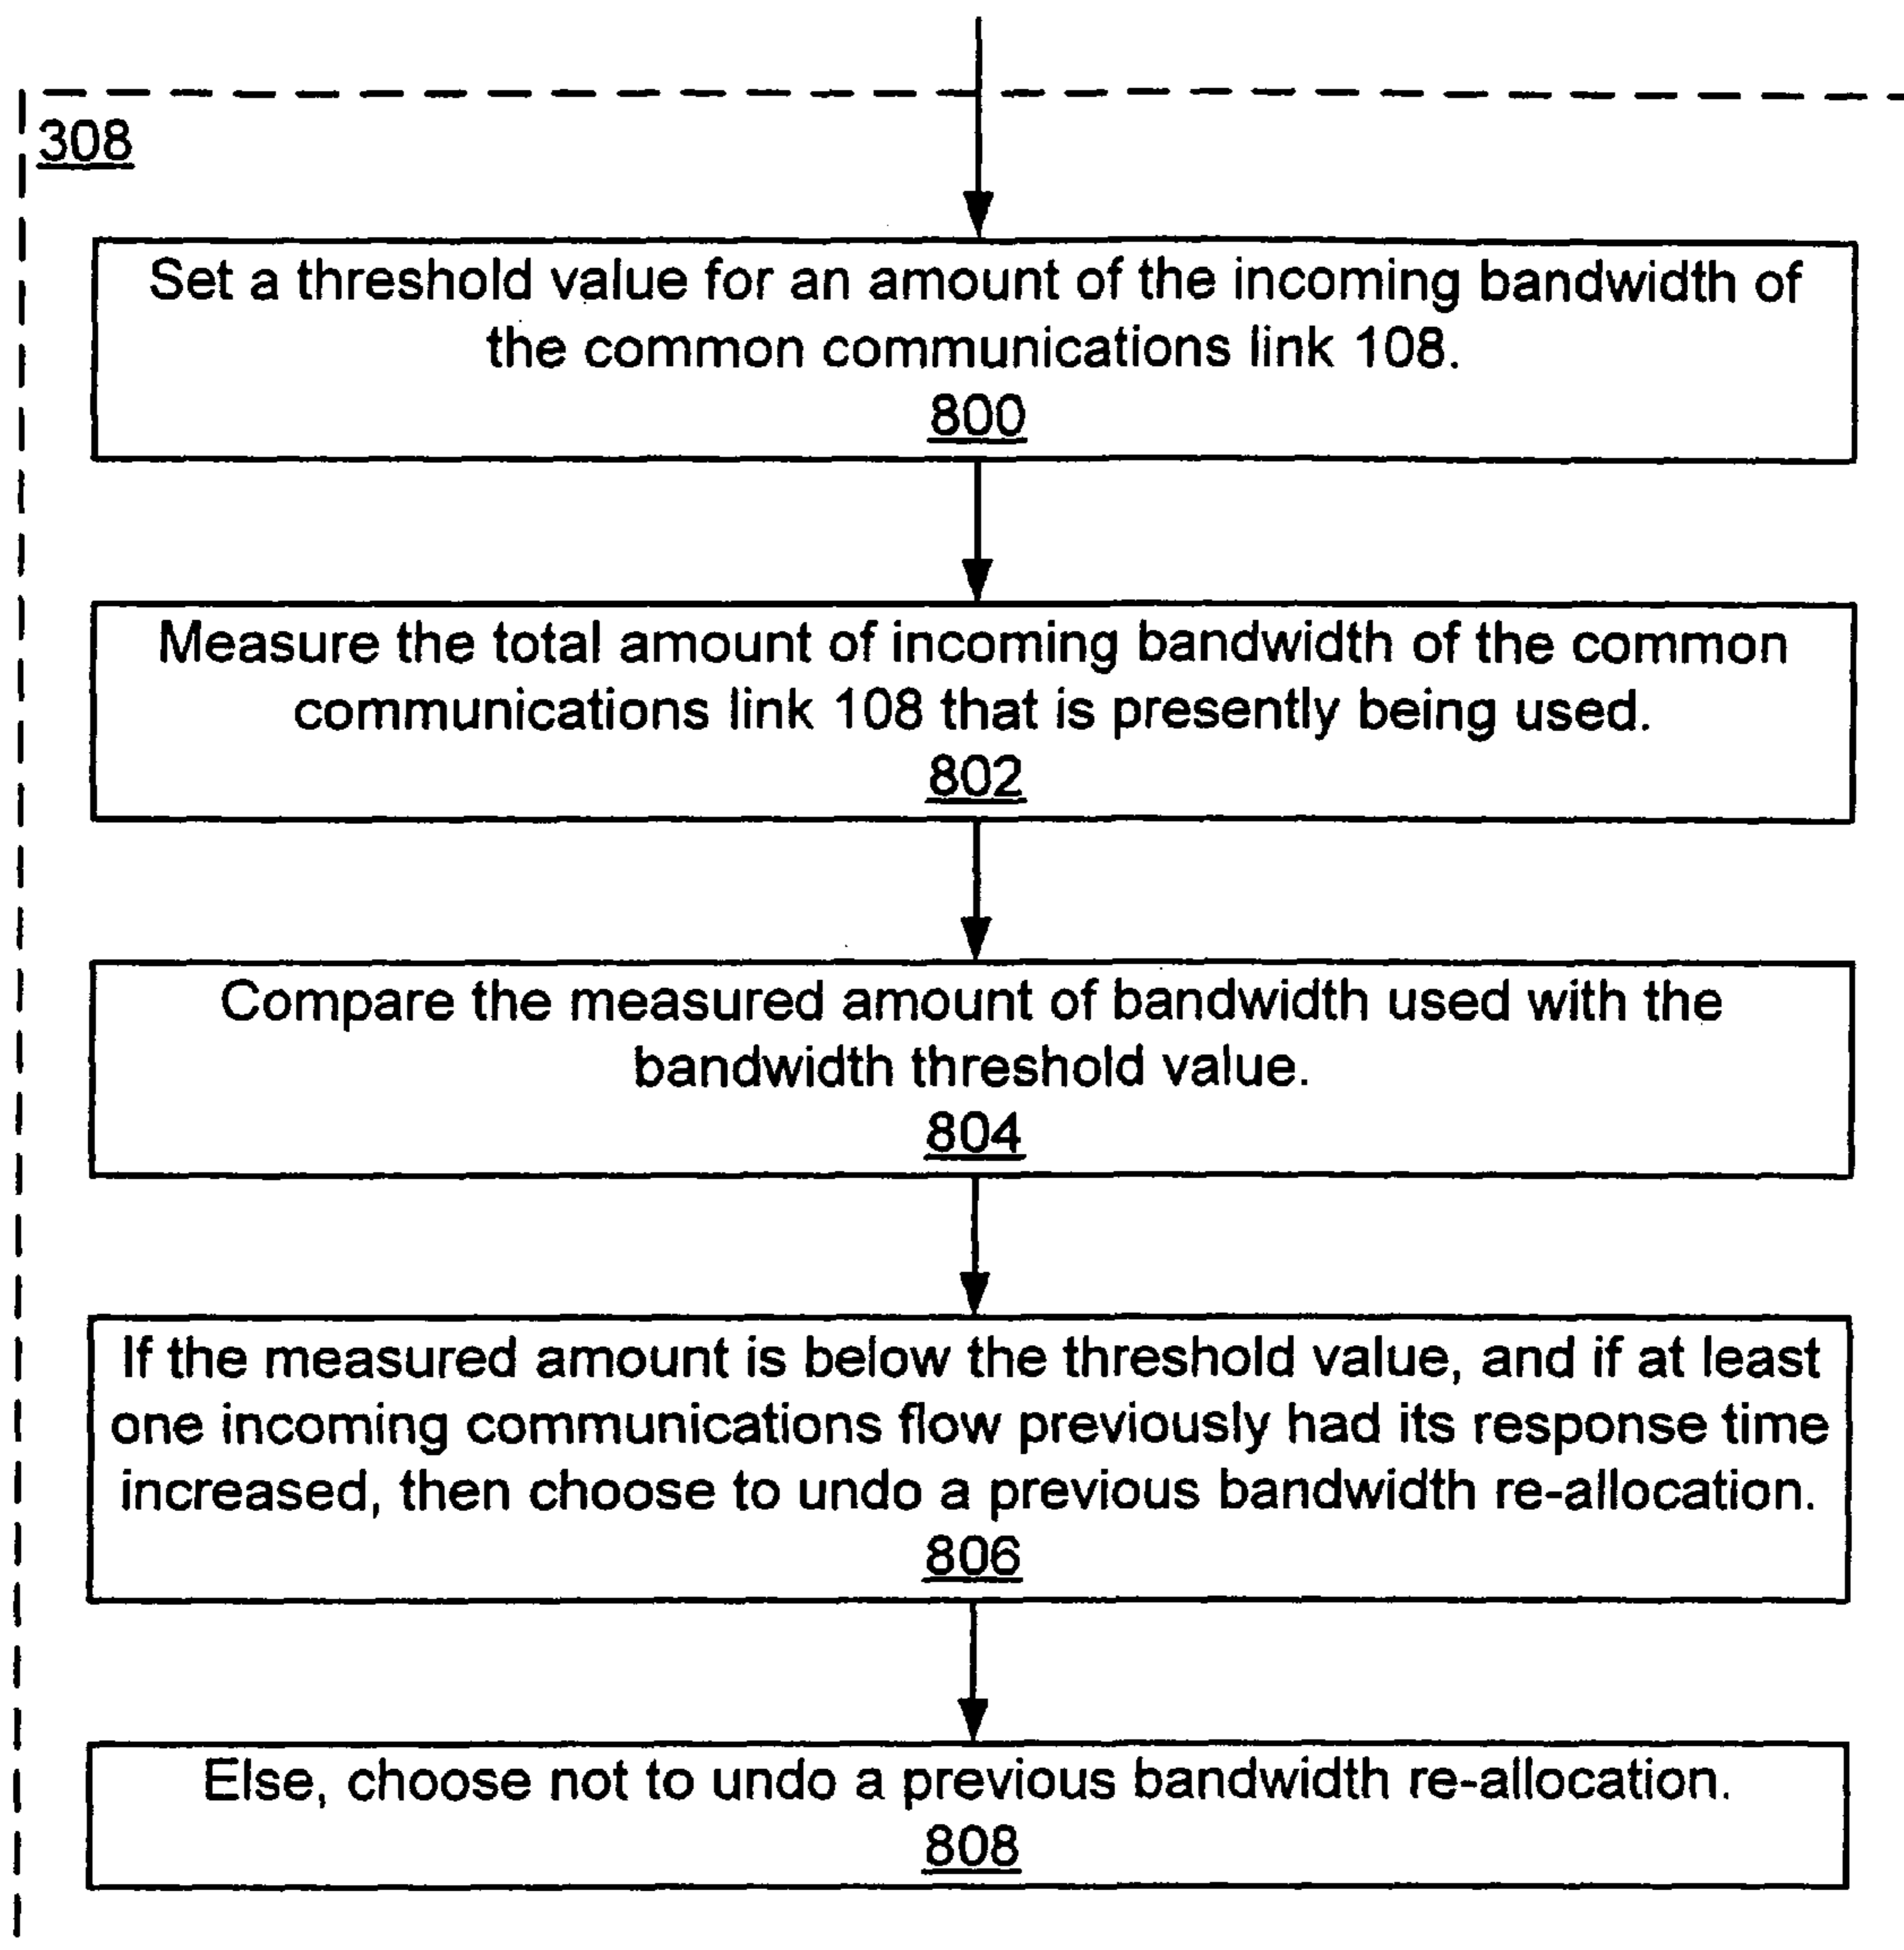 308
Set a threshold value for an amount of the incoming bandwidth of
the common communications link 108.
800
Measure the total amount of incoming bandwidth of the common
communications link 108 that is presently being used.
802
Compare the measured amount of bandwidth used with the
bandwidth threshold value.
804
If the measured amount is below the threshold value, and if at least
one incoming communications flow previously had its response time
increased, then choose to undo a previous bandwidth re-allocation.
806
Else, choose not to undo a previous bandwidth re-allocation.
808